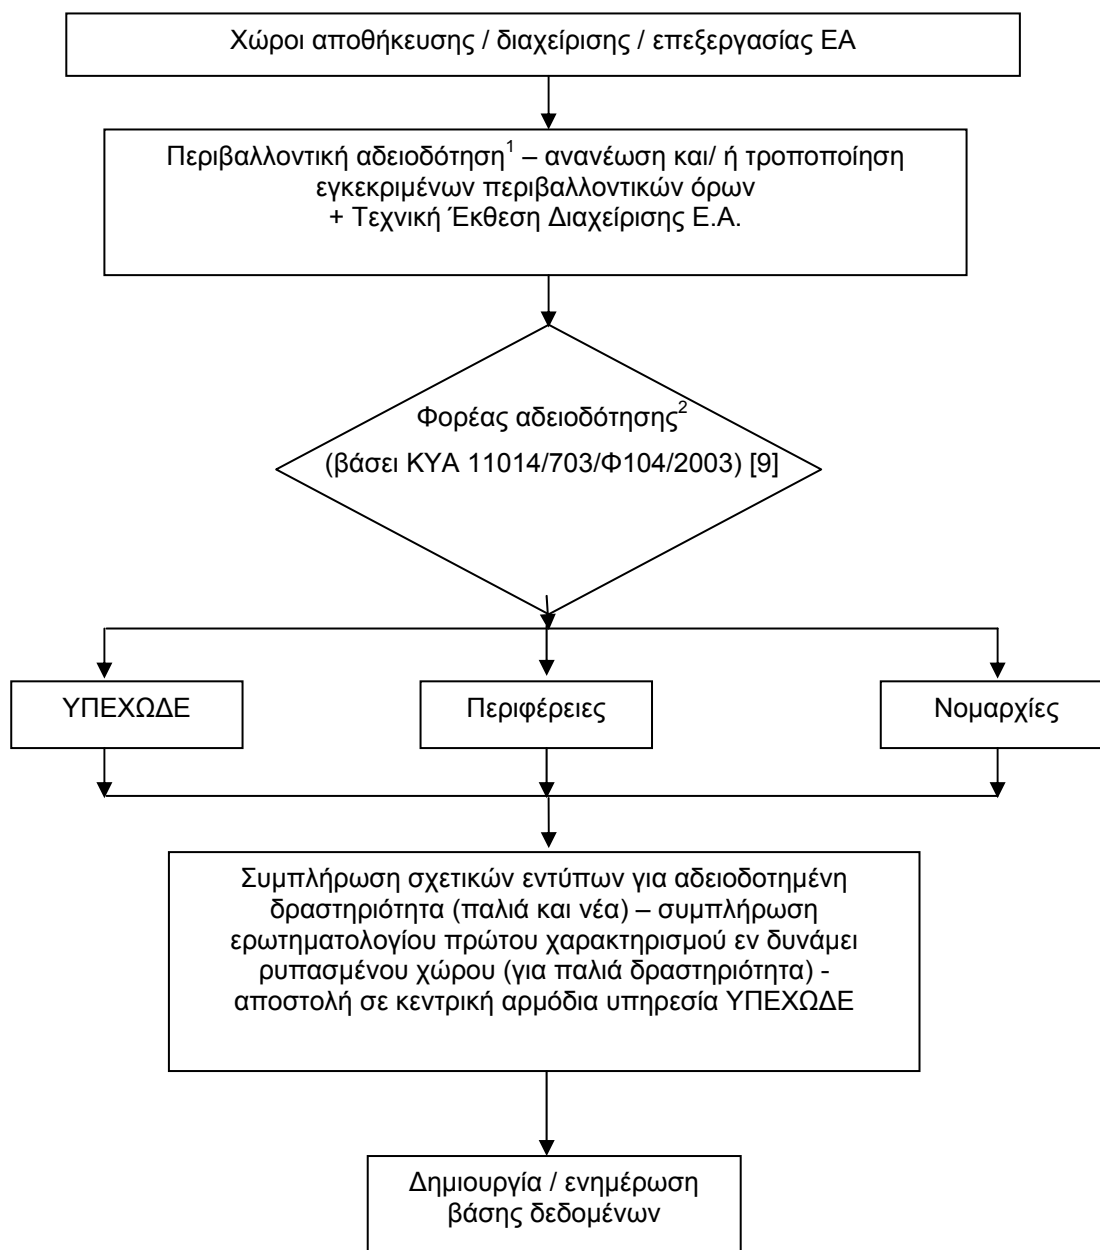 Χώροι αποθήκευσης / διαχείρισης / επεξεργασίας ΕΑ
Περιβαλλοντική αδειοδότηση1 – ανανέωση και/ ή τροποποίηση
εγκεκριμένων περιβαλλοντικών όρων
+ Τεχνική Έκθεση Διαχείρισης Ε.Α.
Φορέας αδειοδότησης2
(βάσει ΚΥΑ 11014/703/Φ104/2003) [9]
ΥΠΕΧΩΔΕ
Περιφέρειες
Νομαρχίες
Συμπλήρωση σχετικών εντύπων για αδειοδοτημένη
δραστηριότητα (παλιά και νέα) – συμπλήρωση
ερωτηματολογίου πρώτου χαρακτηρισμού εν δυνάμει
ρυπασμένου χώρου (για παλιά δραστηριότητα) -
αποστολή σε κεντρική αρμόδια υπηρεσία ΥΠΕΧΩΔΕ
Δημιουργία / ενημέρωση
βάσης δεδομένων